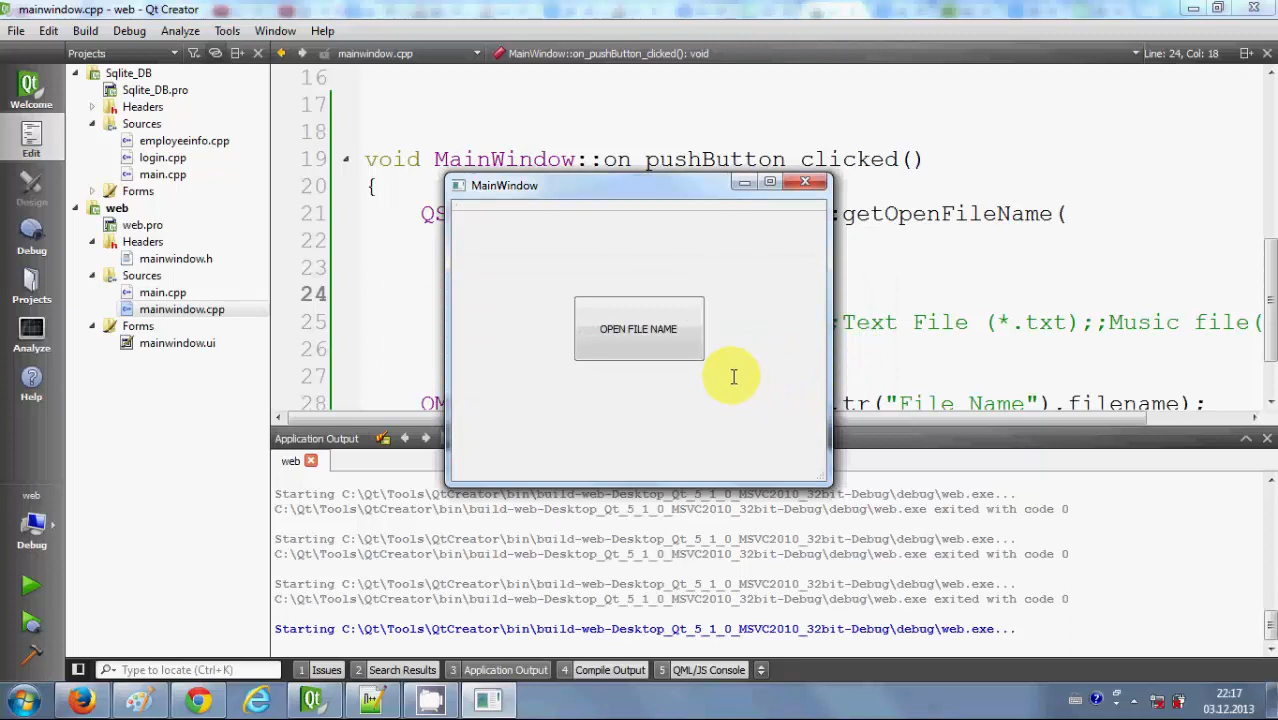 mainwindow.cpp - web - Qt Creator
File Edit Build Debug Analyze Tools Window Help
Projects mainwindow.cpp MainWindow::on_pushButton_clicked(): void Line: 24, Col: 18
Welcome
Edit
Design
Debug
Projects
Analyze
Help
web
Debug
Sqlite_DB
Sqlite_DB.pro
Headers
Sources
employeeinfo.cpp
login.cpp
main.cpp
Forms
web
web.pro
Headers
mainwindow.h
Sources
main.cpp
mainwindow.cpp
Forms
mainwindow.ui
16
17
18
19 void MainWindow::on_pushButton_clicked()
20 {
21 QS :getOpenFileName(
22
23
24
25 ;Text File (*.txt);;Music file(
26
27
28 tr("File Name"),filename);
MainWindow
OPEN FILE NAME
Application Output
web
Starting C:\Qt\Tools\QtCreator\bin\build-web-Desktop_Qt_5_1_0_MSVC2010_32bit-Debug\debug\web.exe...
C:\Qt\Tools\QtCreator\bin\build-web-Desktop_Qt_5_1_0_MSVC2010_32bit-Debug\debug\web.exe exited with code 0
Starting C:\Qt\Tools\QtCreator\bin\build-web-Desktop_Qt_5_1_0_MSVC2010_32bit-Debug\debug\web.exe...
C:\Qt\Tools\QtCreator\bin\build-web-Desktop_Qt_5_1_0_MSVC2010_32bit-Debug\debug\web.exe exited with code 0
Starting C:\Qt\Tools\QtCreator\bin\build-web-Desktop_Qt_5_1_0_MSVC2010_32bit-Debug\debug\web.exe...
C:\Qt\Tools\QtCreator\bin\build-web-Desktop_Qt_5_1_0_MSVC2010_32bit-Debug\debug\web.exe exited with code 0
Starting C:\Qt\Tools\QtCreator\bin\build-web-Desktop_Qt_5_1_0_MSVC2010_32bit-Debug\debug\web.exe...
Type to locate (Ctrl+K) 1 Issues 2 Search Results 3 Application Output 4 Compile Output 5 QML/JS Console
22:17
03.12.2013